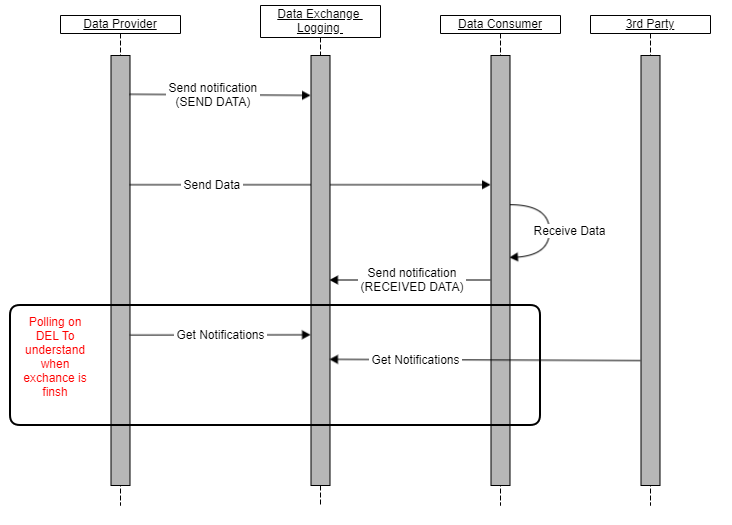 Data Provider
Data Exchange
Logging
Data Consumer
3rd Party
Send notification
(SEND DATA)
Send Data
Receive Data
Send notification
(RECEIVED DATA)
Polling on
DEL To
understand
when
exchance is
finsh
Get Notifications
Get Notifications